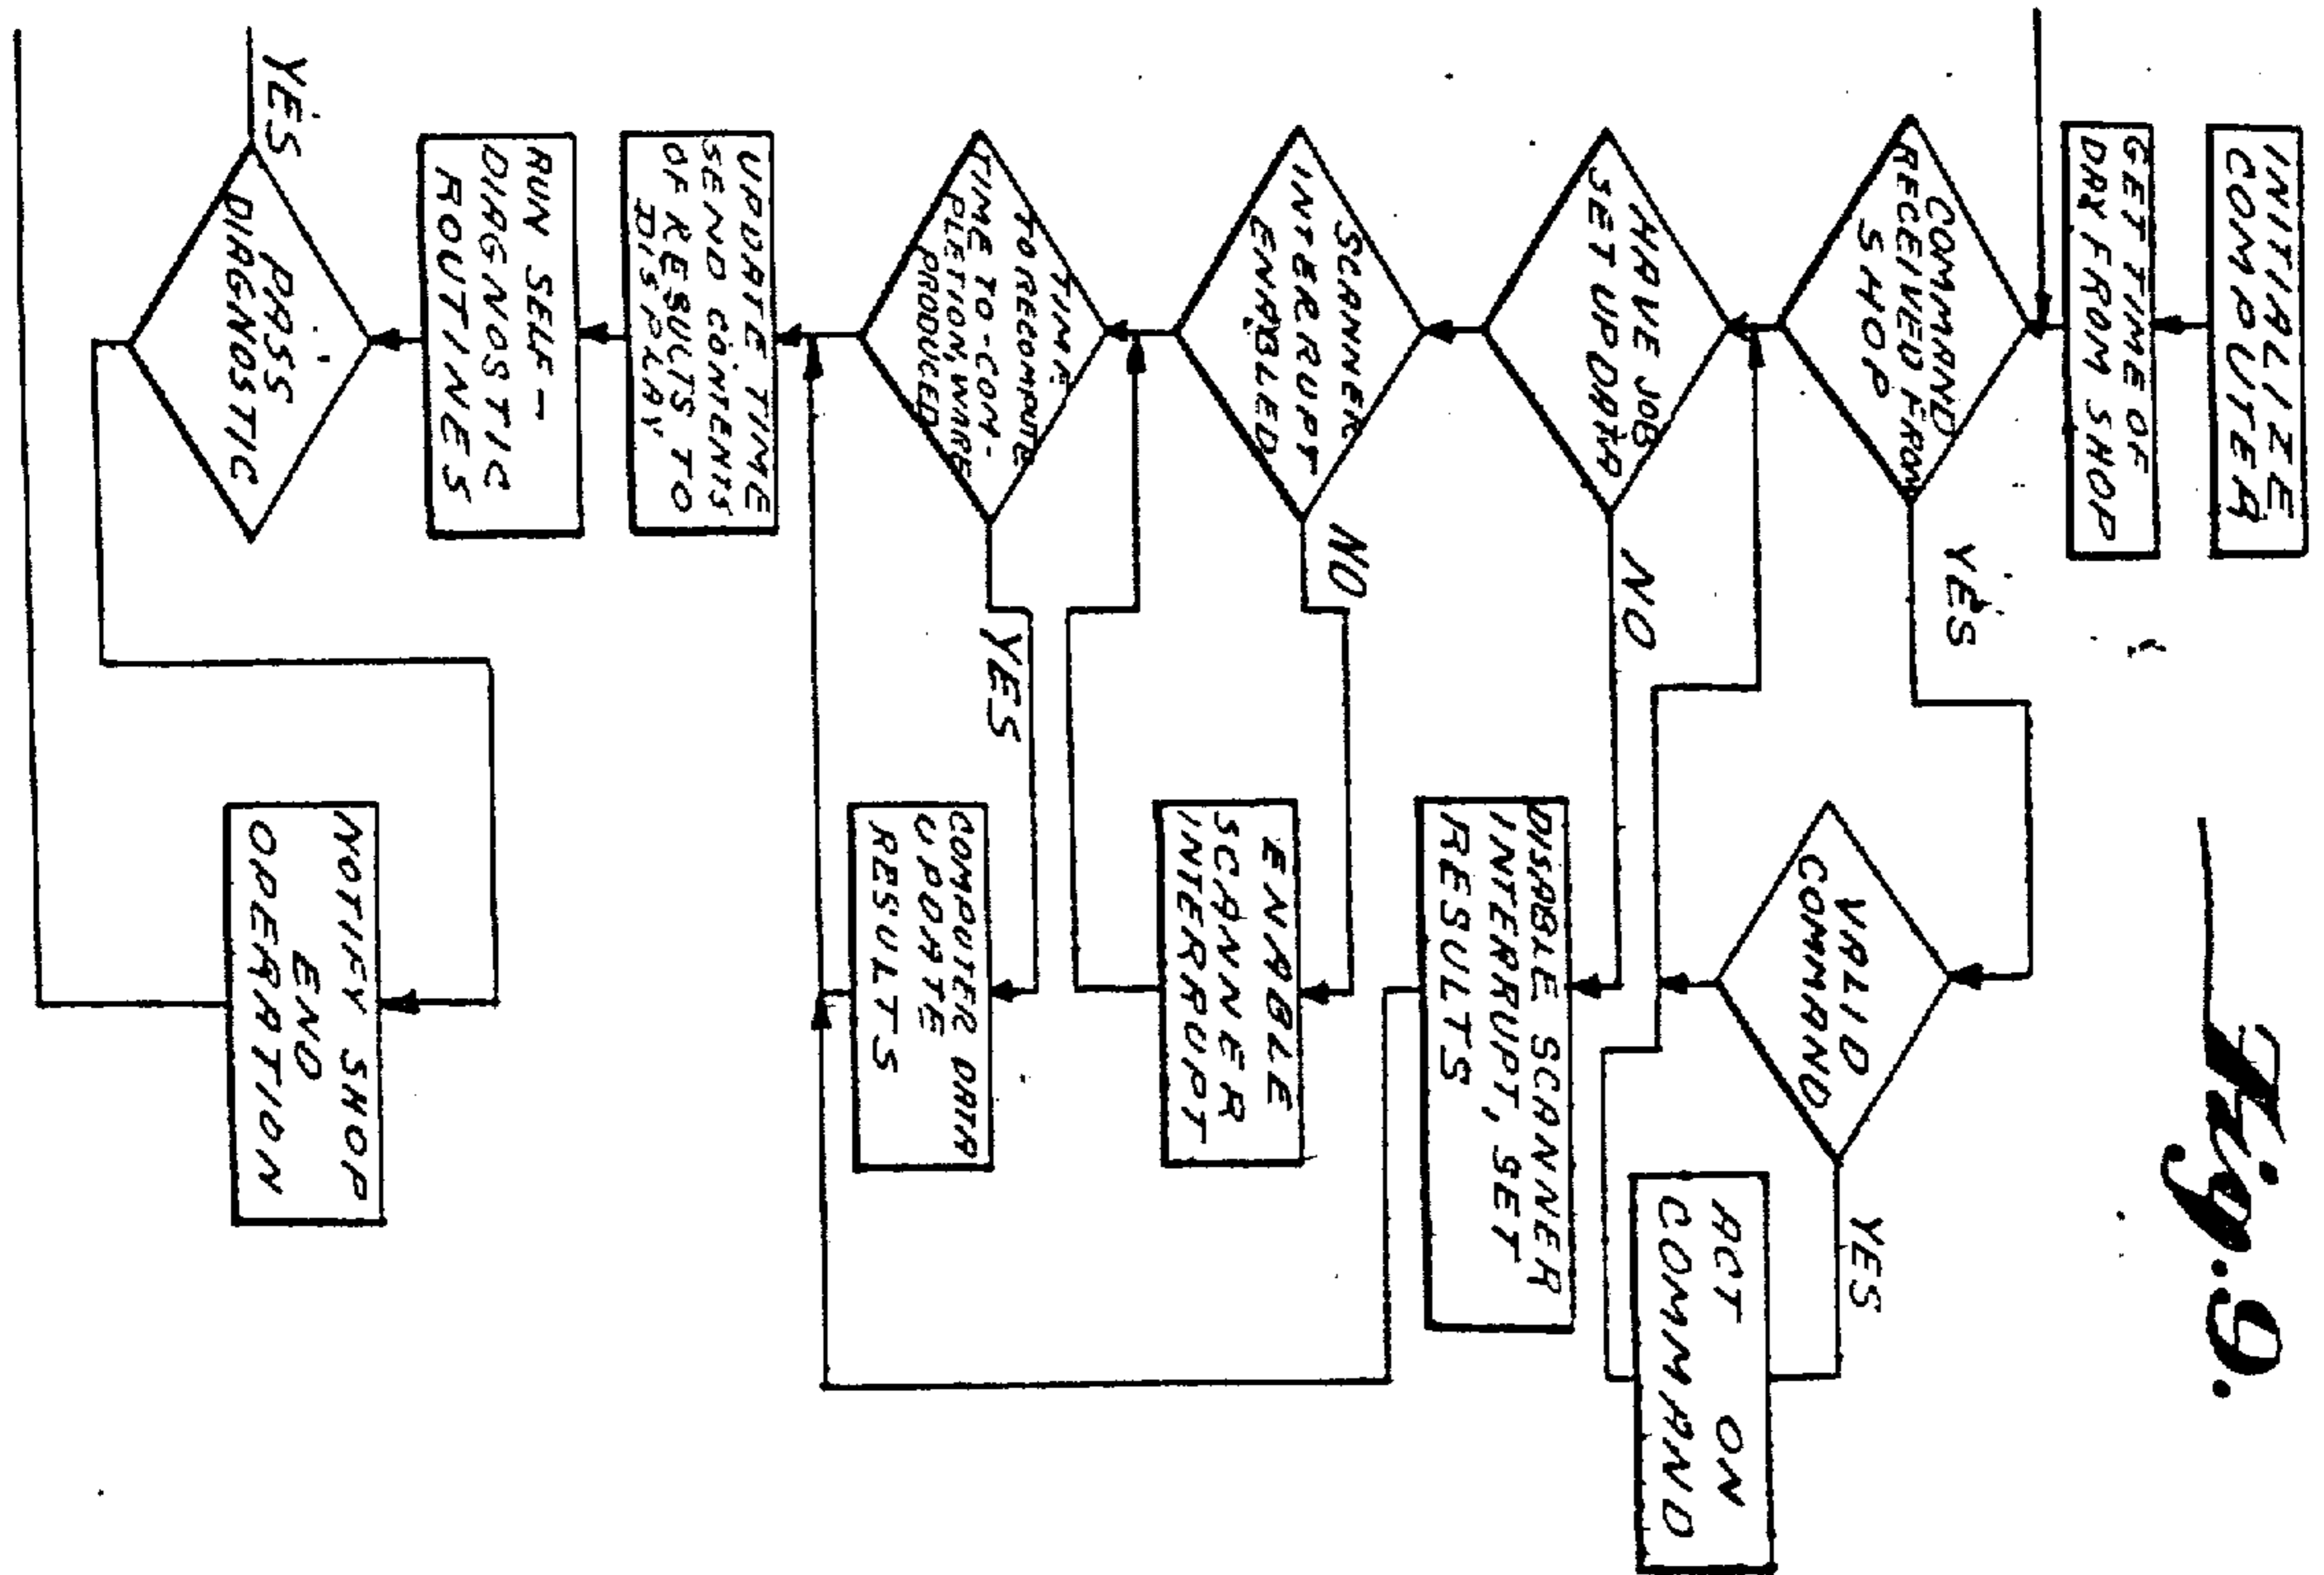 Fig. 9.
INITIALIZE
COMPUTER
GET TIME OF
DAY FROM SHOP
COMMAND
RECEIVED FROM
SHOP
YES
VALID
COMMAND
YES
ACT ON
COMMAND
HAVE JOB
SET UP DATA
NO
DISABLE SCANNER
INTERRUPT, SET
RESULTS
SCANNER
INTERRUPT
ENABLED
NO
ENABLE
SCANNER
INTERRUPT
TIME
TO RECOMPUTE
TIME TO-COM-
PLETION, WAGE
PRODUCED
YES
COMPUTER DATA
UPDATE
RESULTS
UPDATE TIME
SEND CONTENTS
OF RESULTS TO
DISPLAY
RUN SELF-
DIAGNOSTIC
ROUTINES
PASS
DIAGNOSTIC
YES
NOTIFY SHOP
END
OPERATION